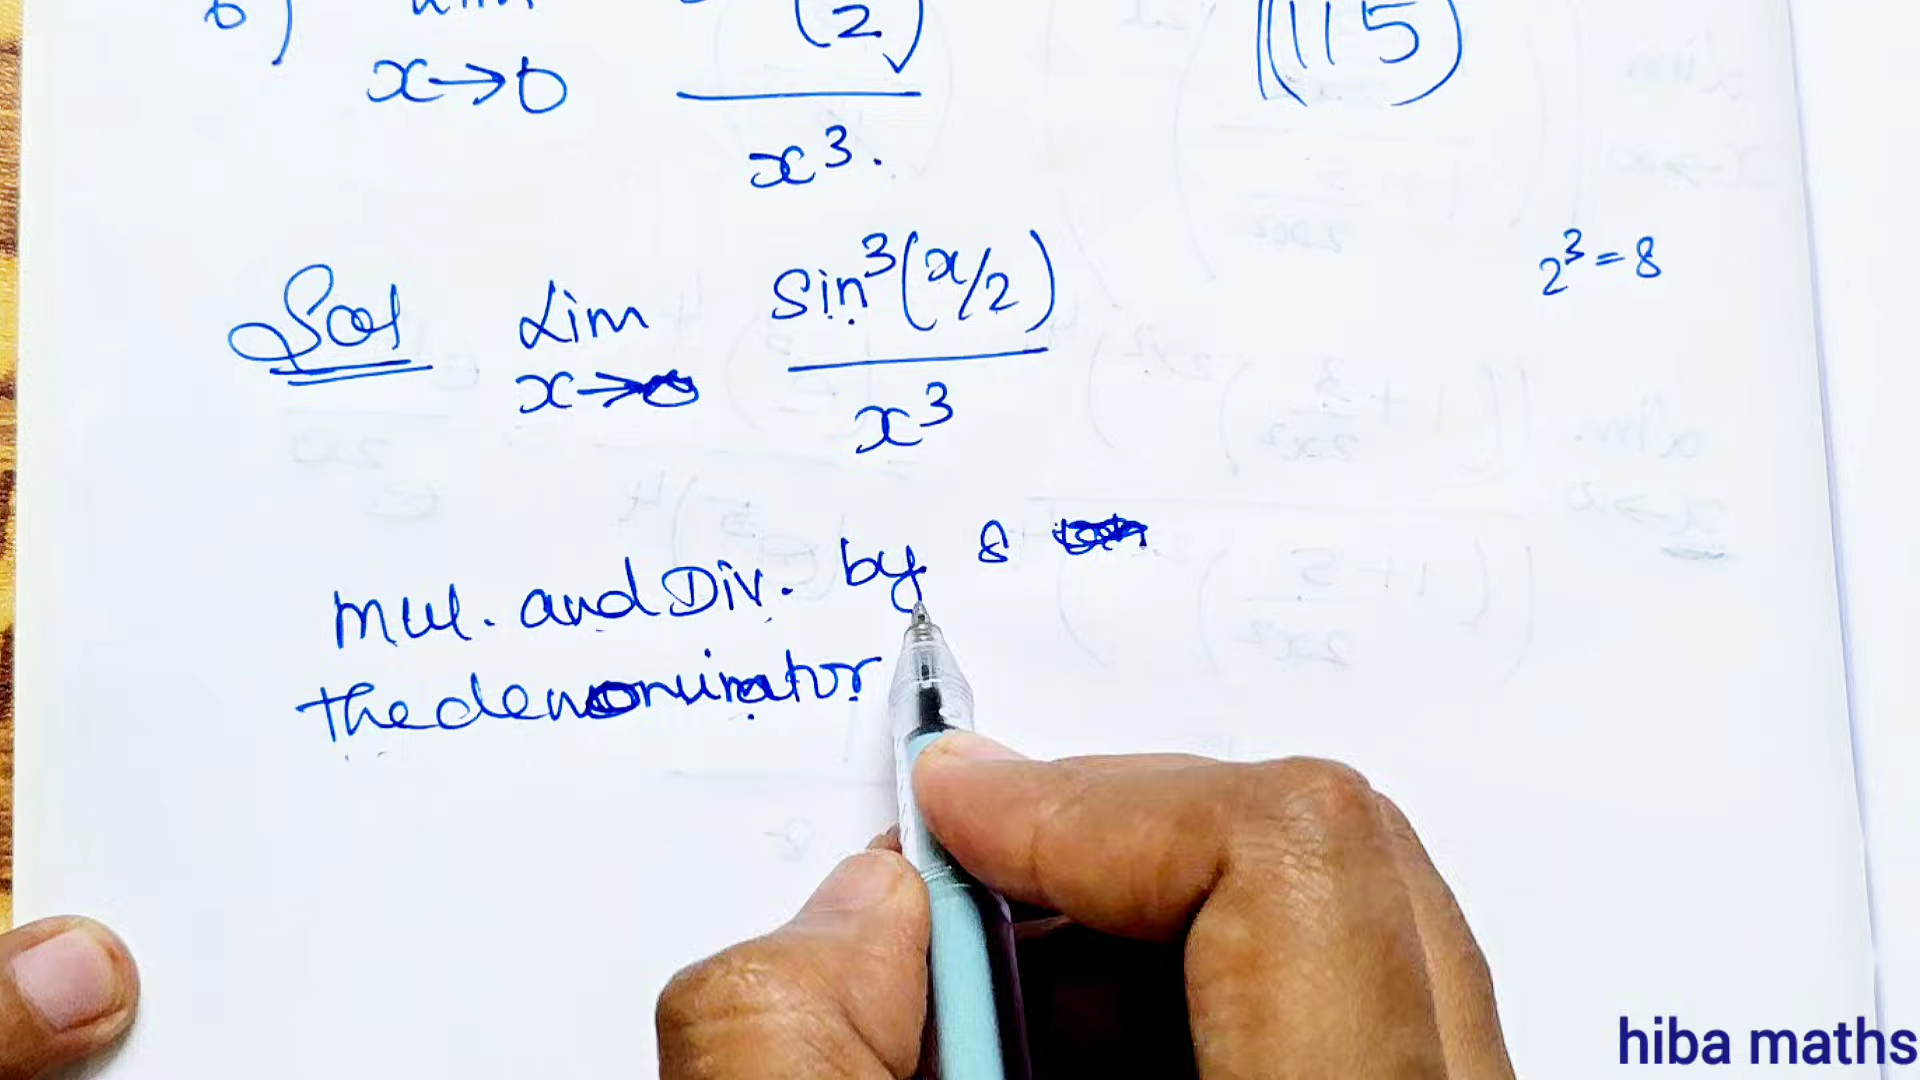 6) Lim (2)
(115)
x→0
x³.
Sin³(x/2)
2³ = 8
Sol Lim
x→0
x³
Mul. and Div. by 8
the denominator
hiba maths